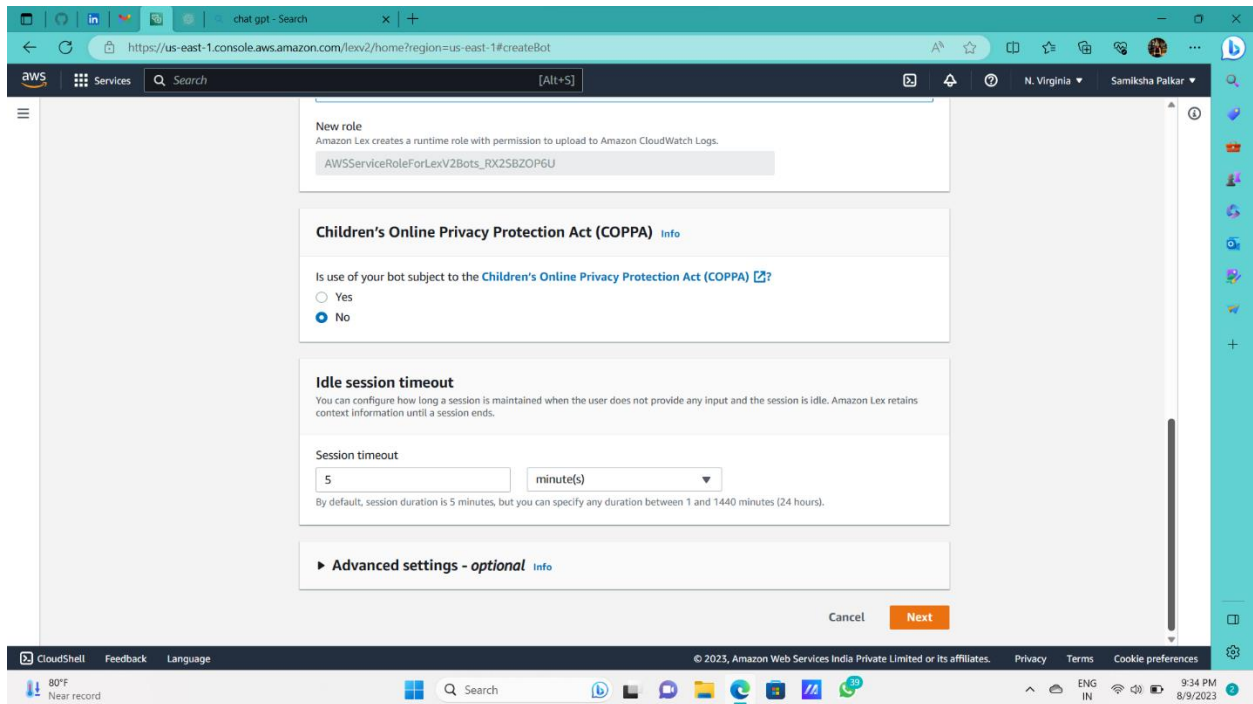 chat gpt - Search
https://us-east-1.console.aws.amazon.com/lexv2/home?region=us-east-1#createBot
aws
Services
Search
[Alt+S]
N. Virginia
Samiksha Palkar
New role
Amazon Lex creates a runtime role with permission to upload to Amazon CloudWatch Logs.
AWSServiceRoleForLexV2Bots_RX2SBZOP6U
Children's Online Privacy Protection Act (COPPA) Info
Is use of your bot subject to the Children's Online Privacy Protection Act (COPPA) ?
Yes
No
Idle session timeout
You can configure how long a session is maintained when the user does not provide any input and the session is idle. Amazon Lex retains
context information until a session ends.
Session timeout
5 minute(s)
By default, session duration is 5 minutes, but you can specify any duration between 1 and 1440 minutes (24 hours).
Advanced settings - optional Info
Cancel Next
CloudShell Feedback Language © 2023, Amazon Web Services India Private Limited or its affiliates. Privacy Terms Cookie preferences
80°F
Near record
Search
39
ENG
IN
9:34 PM
8/9/2023
2